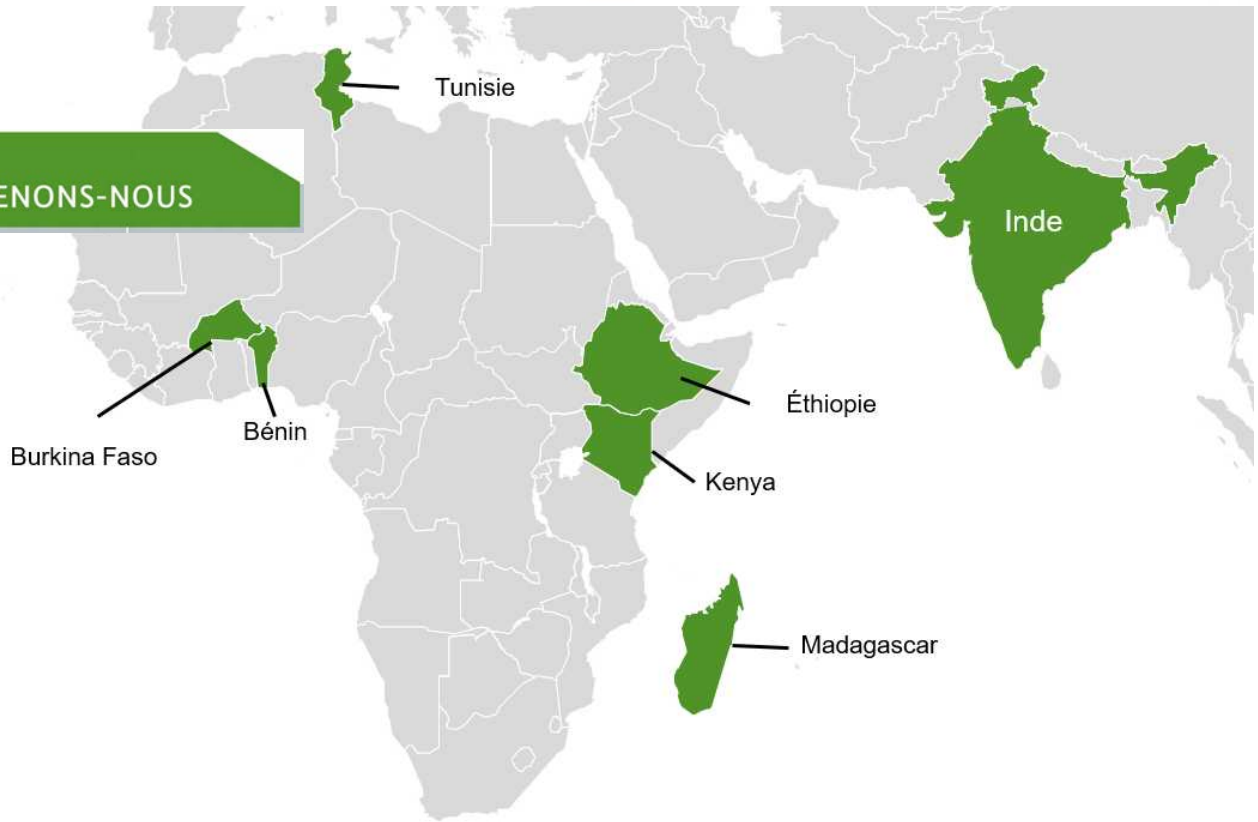 Tunisie
ENONS-NOUS
Inde
Éthiopie
Bénin
Burkina Faso
Kenya
Madagascar